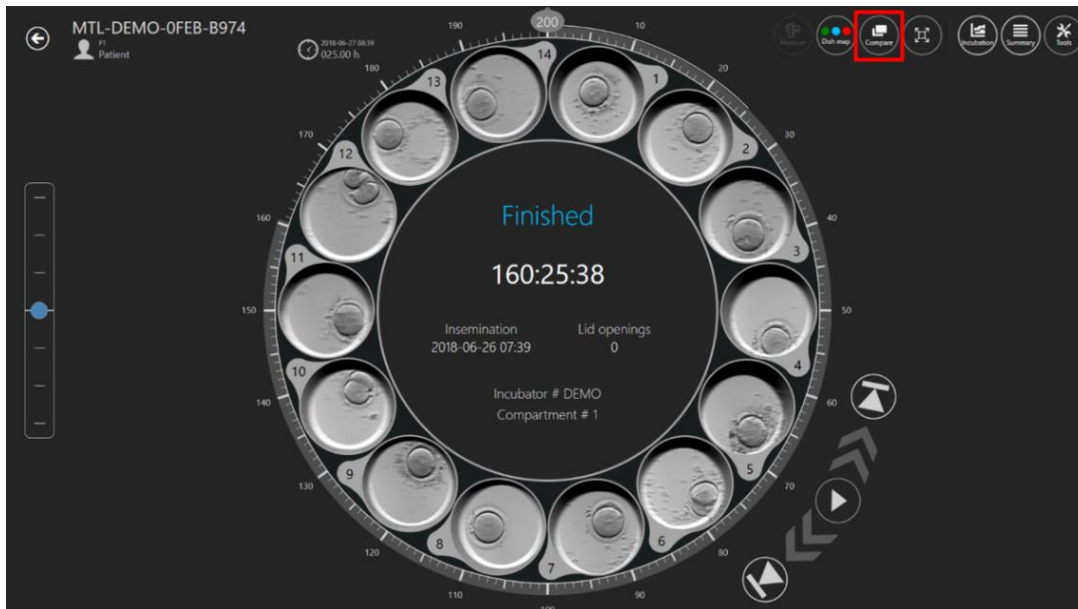 MTL-DEMO-0FEB-B974
P1
Patient
2018-06-27 08:39
025.00 h
Measure
Dish map
Compare
Incubation
Summary
Tools
200
10
20
30
40
50
60
70
80
90
100
110
120
130
140
150
160
170
180
190
1
2
3
4
5
6
7
8
9
10
11
12
13
14
Finished
160:25:38
Insemination
2018-06-26 07:39
Lid openings
0
Incubator # DEMO
Compartment # 1